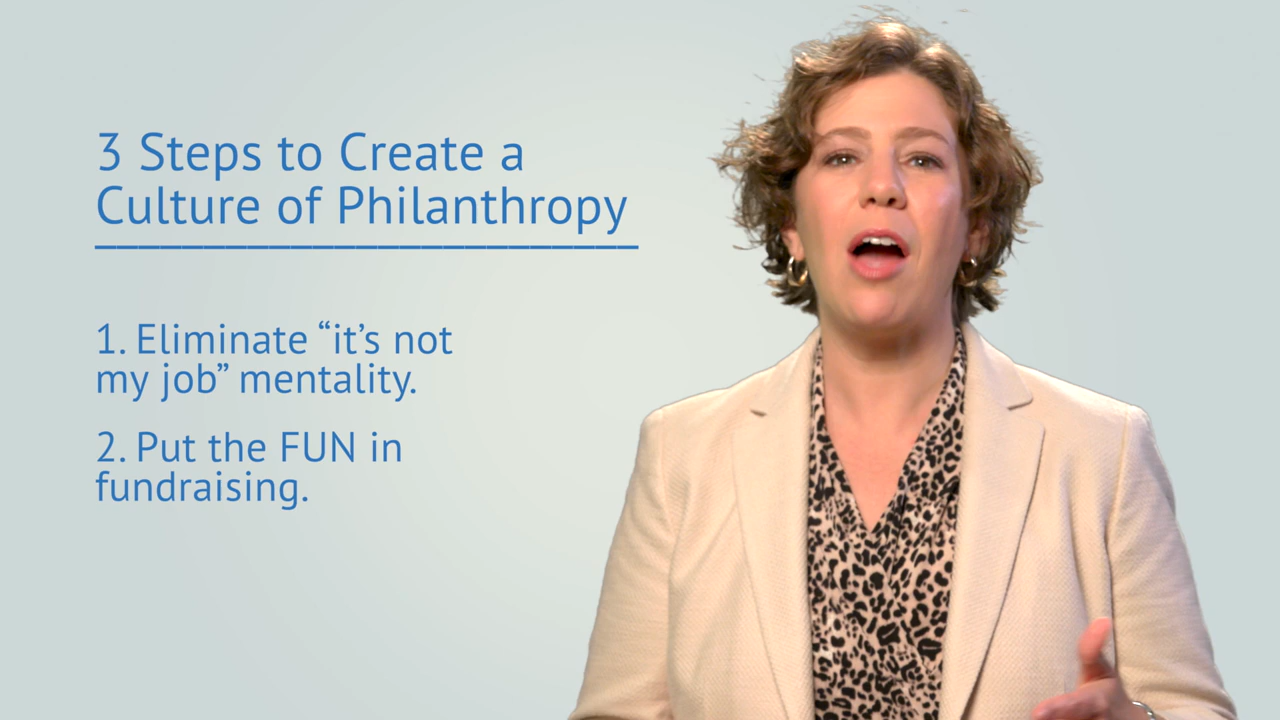 3 Steps to Create a
Culture of Philanthropy
1. Eliminate “it’s not
my job” mentality.
2. Put the FUN in
fundraising.